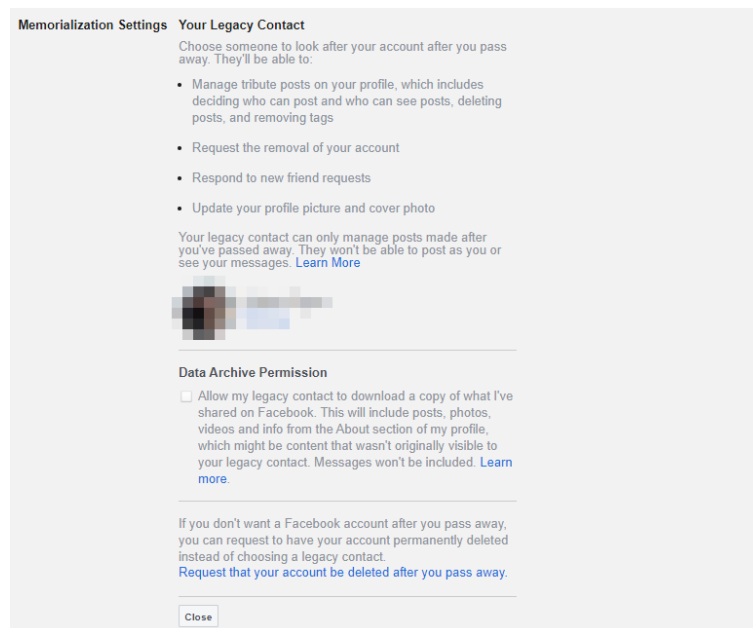 Memorialization Settings Your Legacy Contact
Choose someone to look after your account after you pass
away. They'll be able to:
• Manage tribute posts on your profile, which includes
deciding who can post and who can see posts, deleting
posts, and removing tags
• Request the removal of your account
• Respond to new friend requests
• Update your profile picture and cover photo
Your legacy contact can only manage posts made after
you've passed away. They won't be able to post as you or
see your messages. Learn More
Data Archive Permission
Allow my legacy contact to download a copy of what I've
shared on Facebook. This will include posts, photos,
videos and info from the About section of my profile,
which might be content that wasn't originally visible to
your legacy contact. Messages won't be included. Learn
more.
If you don't want a Facebook account after you pass away,
you can request to have your account permanently deleted
instead of choosing a legacy contact.
Request that your account be deleted after you pass away.
Close